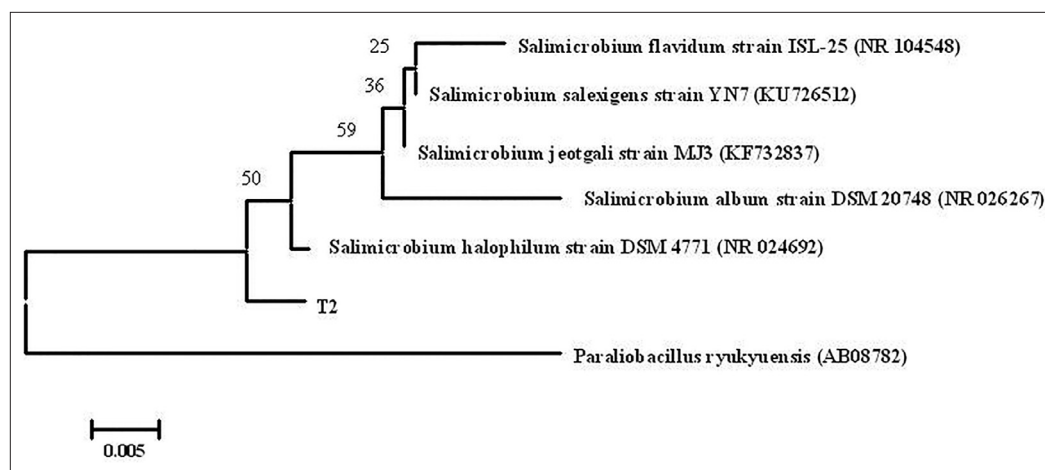 25
Salimicrobium flavidum strain ISL-25 (NR 104548)
36
Salimicrobium salexigens strain YN7 (KU726512)
59
Salimicrobium jeotgali strain MJ3 (KF732837)
50
Salimicrobium album strain DSM 20748 (NR 026267)
Salimicrobium halophilum strain DSM 4771 (NR 024692)
T2
Paraliobacillus ryukyuensis (AB08782)
0.005